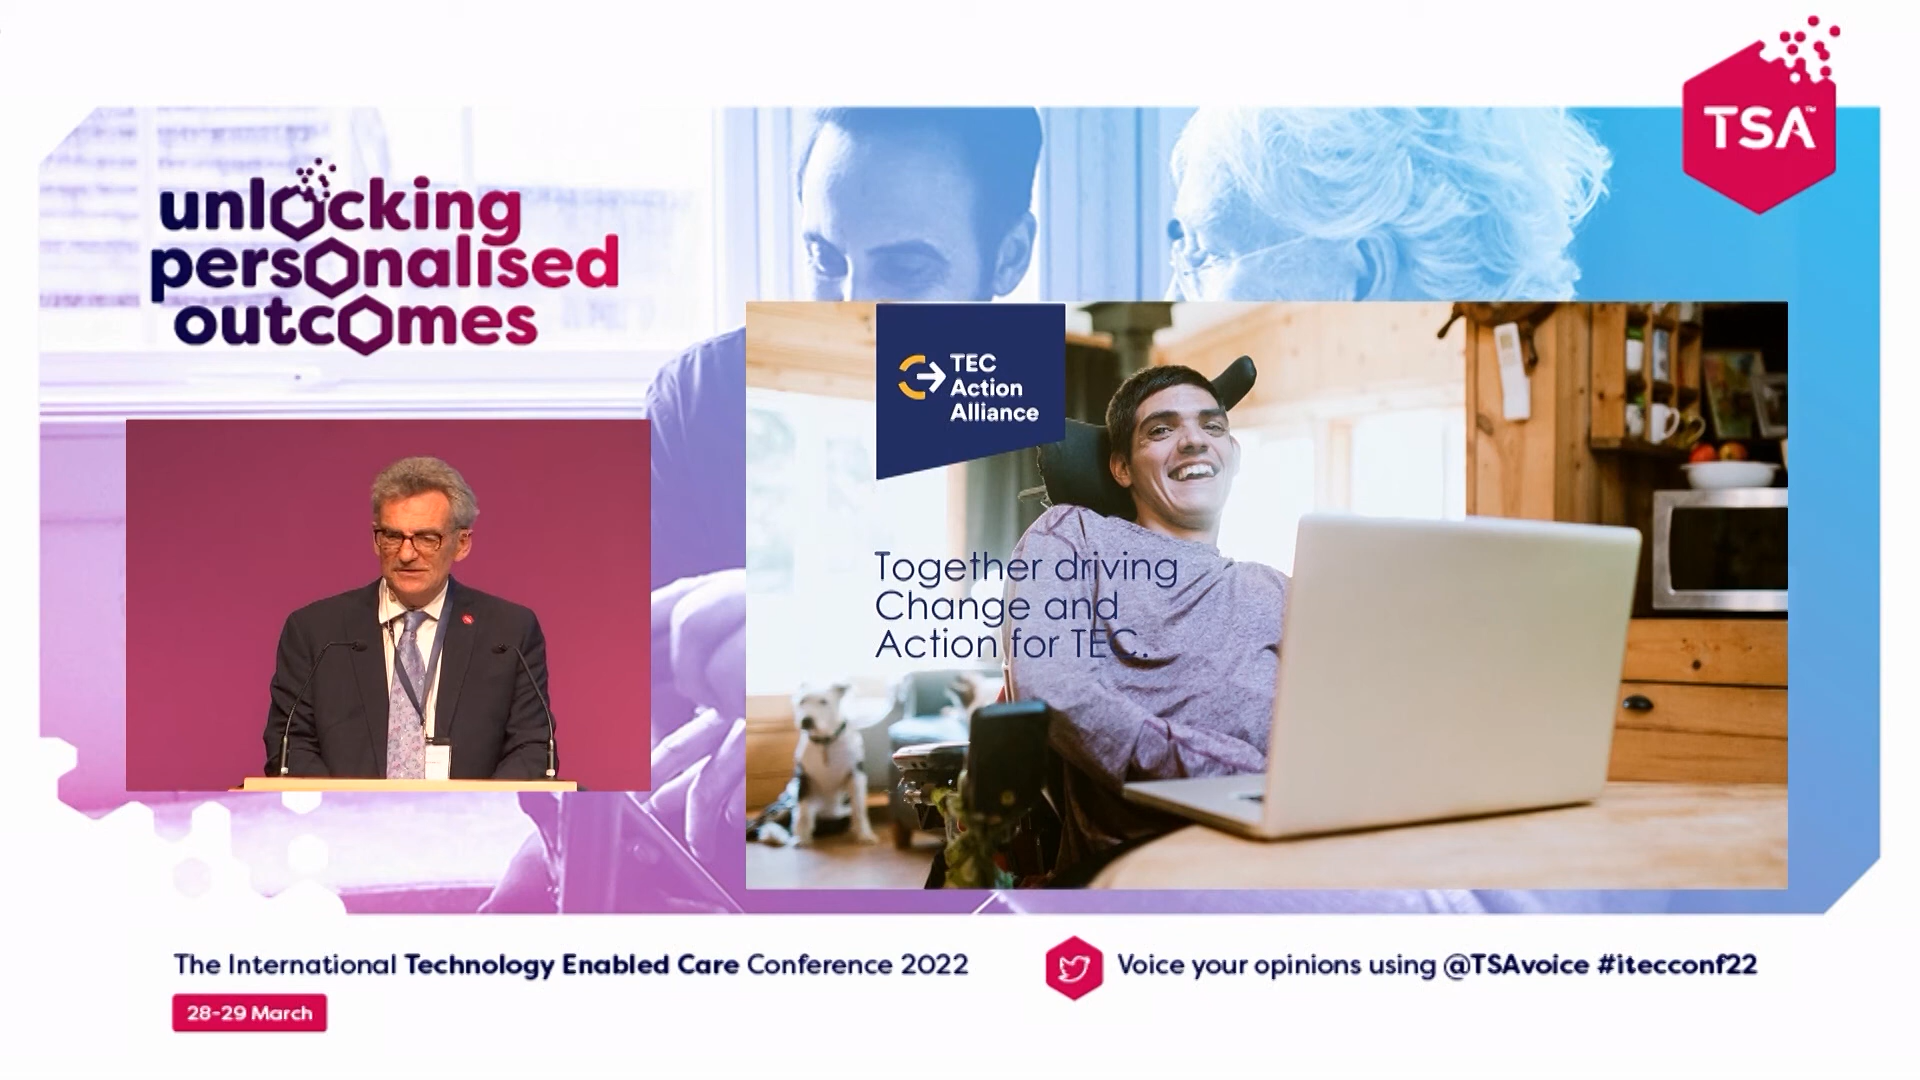 TSA™
unlocking
personalised
outcomes
TEC
Action
Alliance
Together driving
Change and
Action for TEC.
The International Technology Enabled Care Conference 2022
Voice your opinions using @TSAvoice #itecconf22
28-29 March